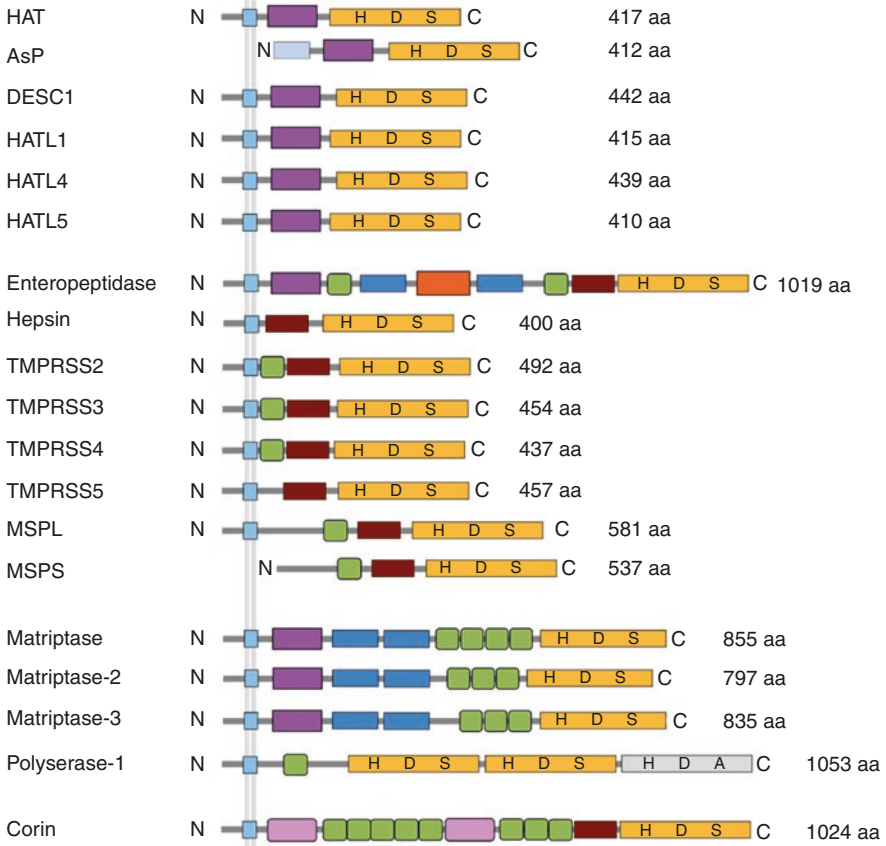 HAT N H D S C 417 aa
AsP N H D S C 412 aa
DESC1 N H D S C 442 aa
HATL1 N H D S C 415 aa
HATL4 N H D S C 439 aa
HATL5 N H D S C 410 aa
Enteropeptidase N H D S C 1019 aa
Hepsin N H D S C 400 aa
TMPRSS2 N H D S C 492 aa
TMPRSS3 N H D S C 454 aa
TMPRSS4 N H D S C 437 aa
TMPRSS5 N H D S C 457 aa
MSPL N H D S C 581 aa
MSPS N H D S C 537 aa
Matriptase N H D S C 855 aa
Matriptase-2 N H D S C 797 aa
Matriptase-3 N H D S C 835 aa
Polyserase-1 N H D S H D S H D A C 1053 aa
Corin N H D S C 1024 aa